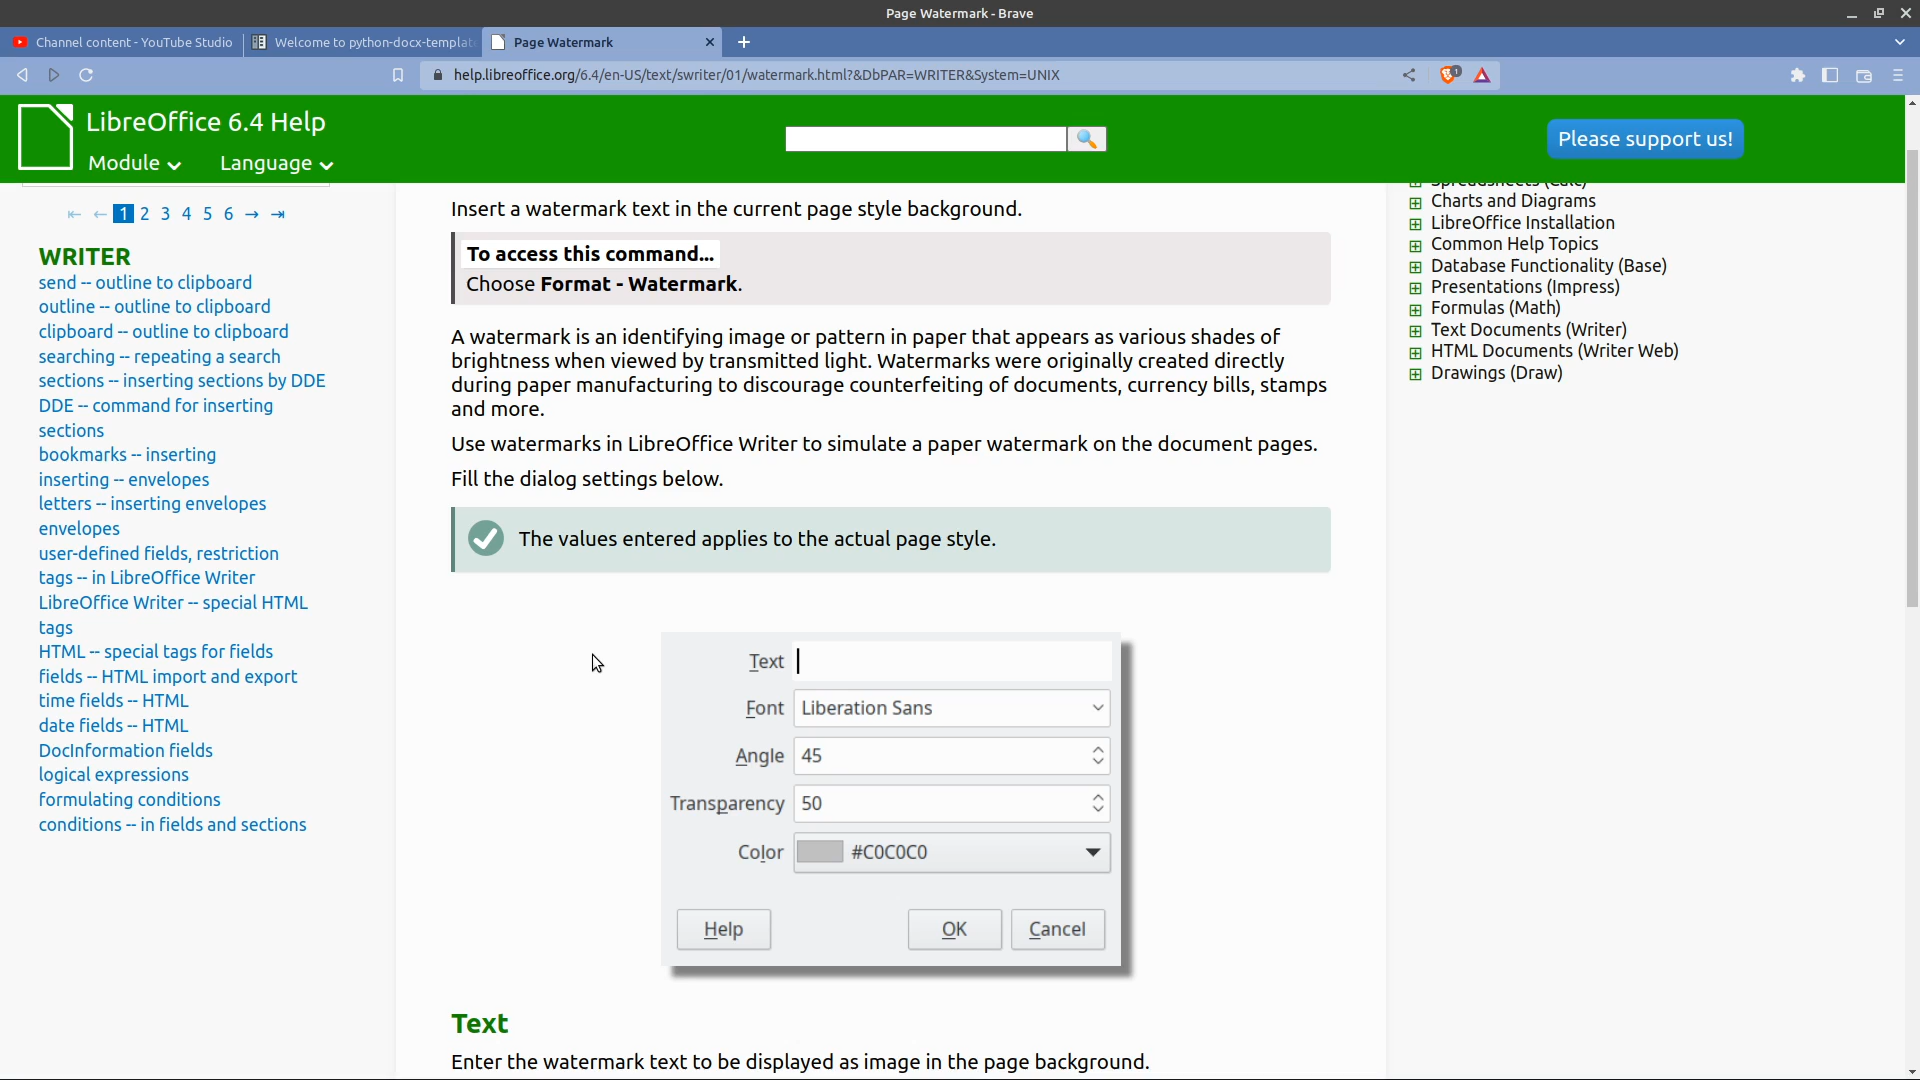 Page Watermark - Brave
Channel content - YouTube Studio
Welcome to python-docx-templat
Page Watermark
help.libreoffice.org/6.4/en-US/text/swriter/01/watermark.html?&DbPAR=WRITER&System=UNIX
1
LibreOffice 6.4 Help
Module
Language
Please support us!
1 2 3 4 5 6
WRITER
send -- outline to clipboard
outline -- outline to clipboard
clipboard -- outline to clipboard
searching -- repeating a search
sections -- inserting sections by DDE
DDE -- command for inserting
sections
bookmarks -- inserting
inserting -- envelopes
letters -- inserting envelopes
envelopes
user-defined fields, restriction
tags -- in LibreOffice Writer
LibreOffice Writer -- special HTML
tags
HTML -- special tags for fields
fields -- HTML import and export
time fields -- HTML
date fields -- HTML
DocInformation fields
logical expressions
formulating conditions
conditions -- in fields and sections
Insert a watermark text in the current page style background.
To access this command...
Choose Format - Watermark.
A watermark is an identifying image or pattern in paper that appears as various shades of
brightness when viewed by transmitted light. Watermarks were originally created directly
during paper manufacturing to discourage counterfeiting of documents, currency bills, stamps
and more.
Use watermarks in LibreOffice Writer to simulate a paper watermark on the document pages.
Fill the dialog settings below.
The values entered applies to the actual page style.
Text
Font Liberation Sans
Angle 45
Transparency 50
Color #C0C0C0
Help OK Cancel
Text
Enter the watermark text to be displayed as image in the page background.
Spreadsheets (Calc)
Charts and Diagrams
LibreOffice Installation
Common Help Topics
Database Functionality (Base)
Presentations (Impress)
Formulas (Math)
Text Documents (Writer)
HTML Documents (Writer Web)
Drawings (Draw)